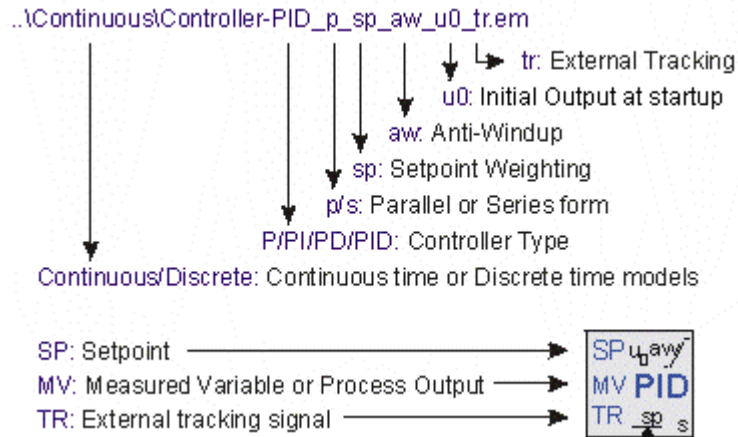 ..\Continuous\Controller-PID_p_sp_aw_u0_tr.em
tr: External Tracking
u0: Initial Output at startup
aw: Anti-Windup
sp: Setpoint Weighting
p/s: Parallel or Series form
P/PI/PD/PID: Controller Type
Continuous/Discrete: Continuous time or Discrete time models
SP: Setpoint
MV: Measured Variable or Process Output
TR: External tracking signal
SP u0 aw
MV PID
TR sp s